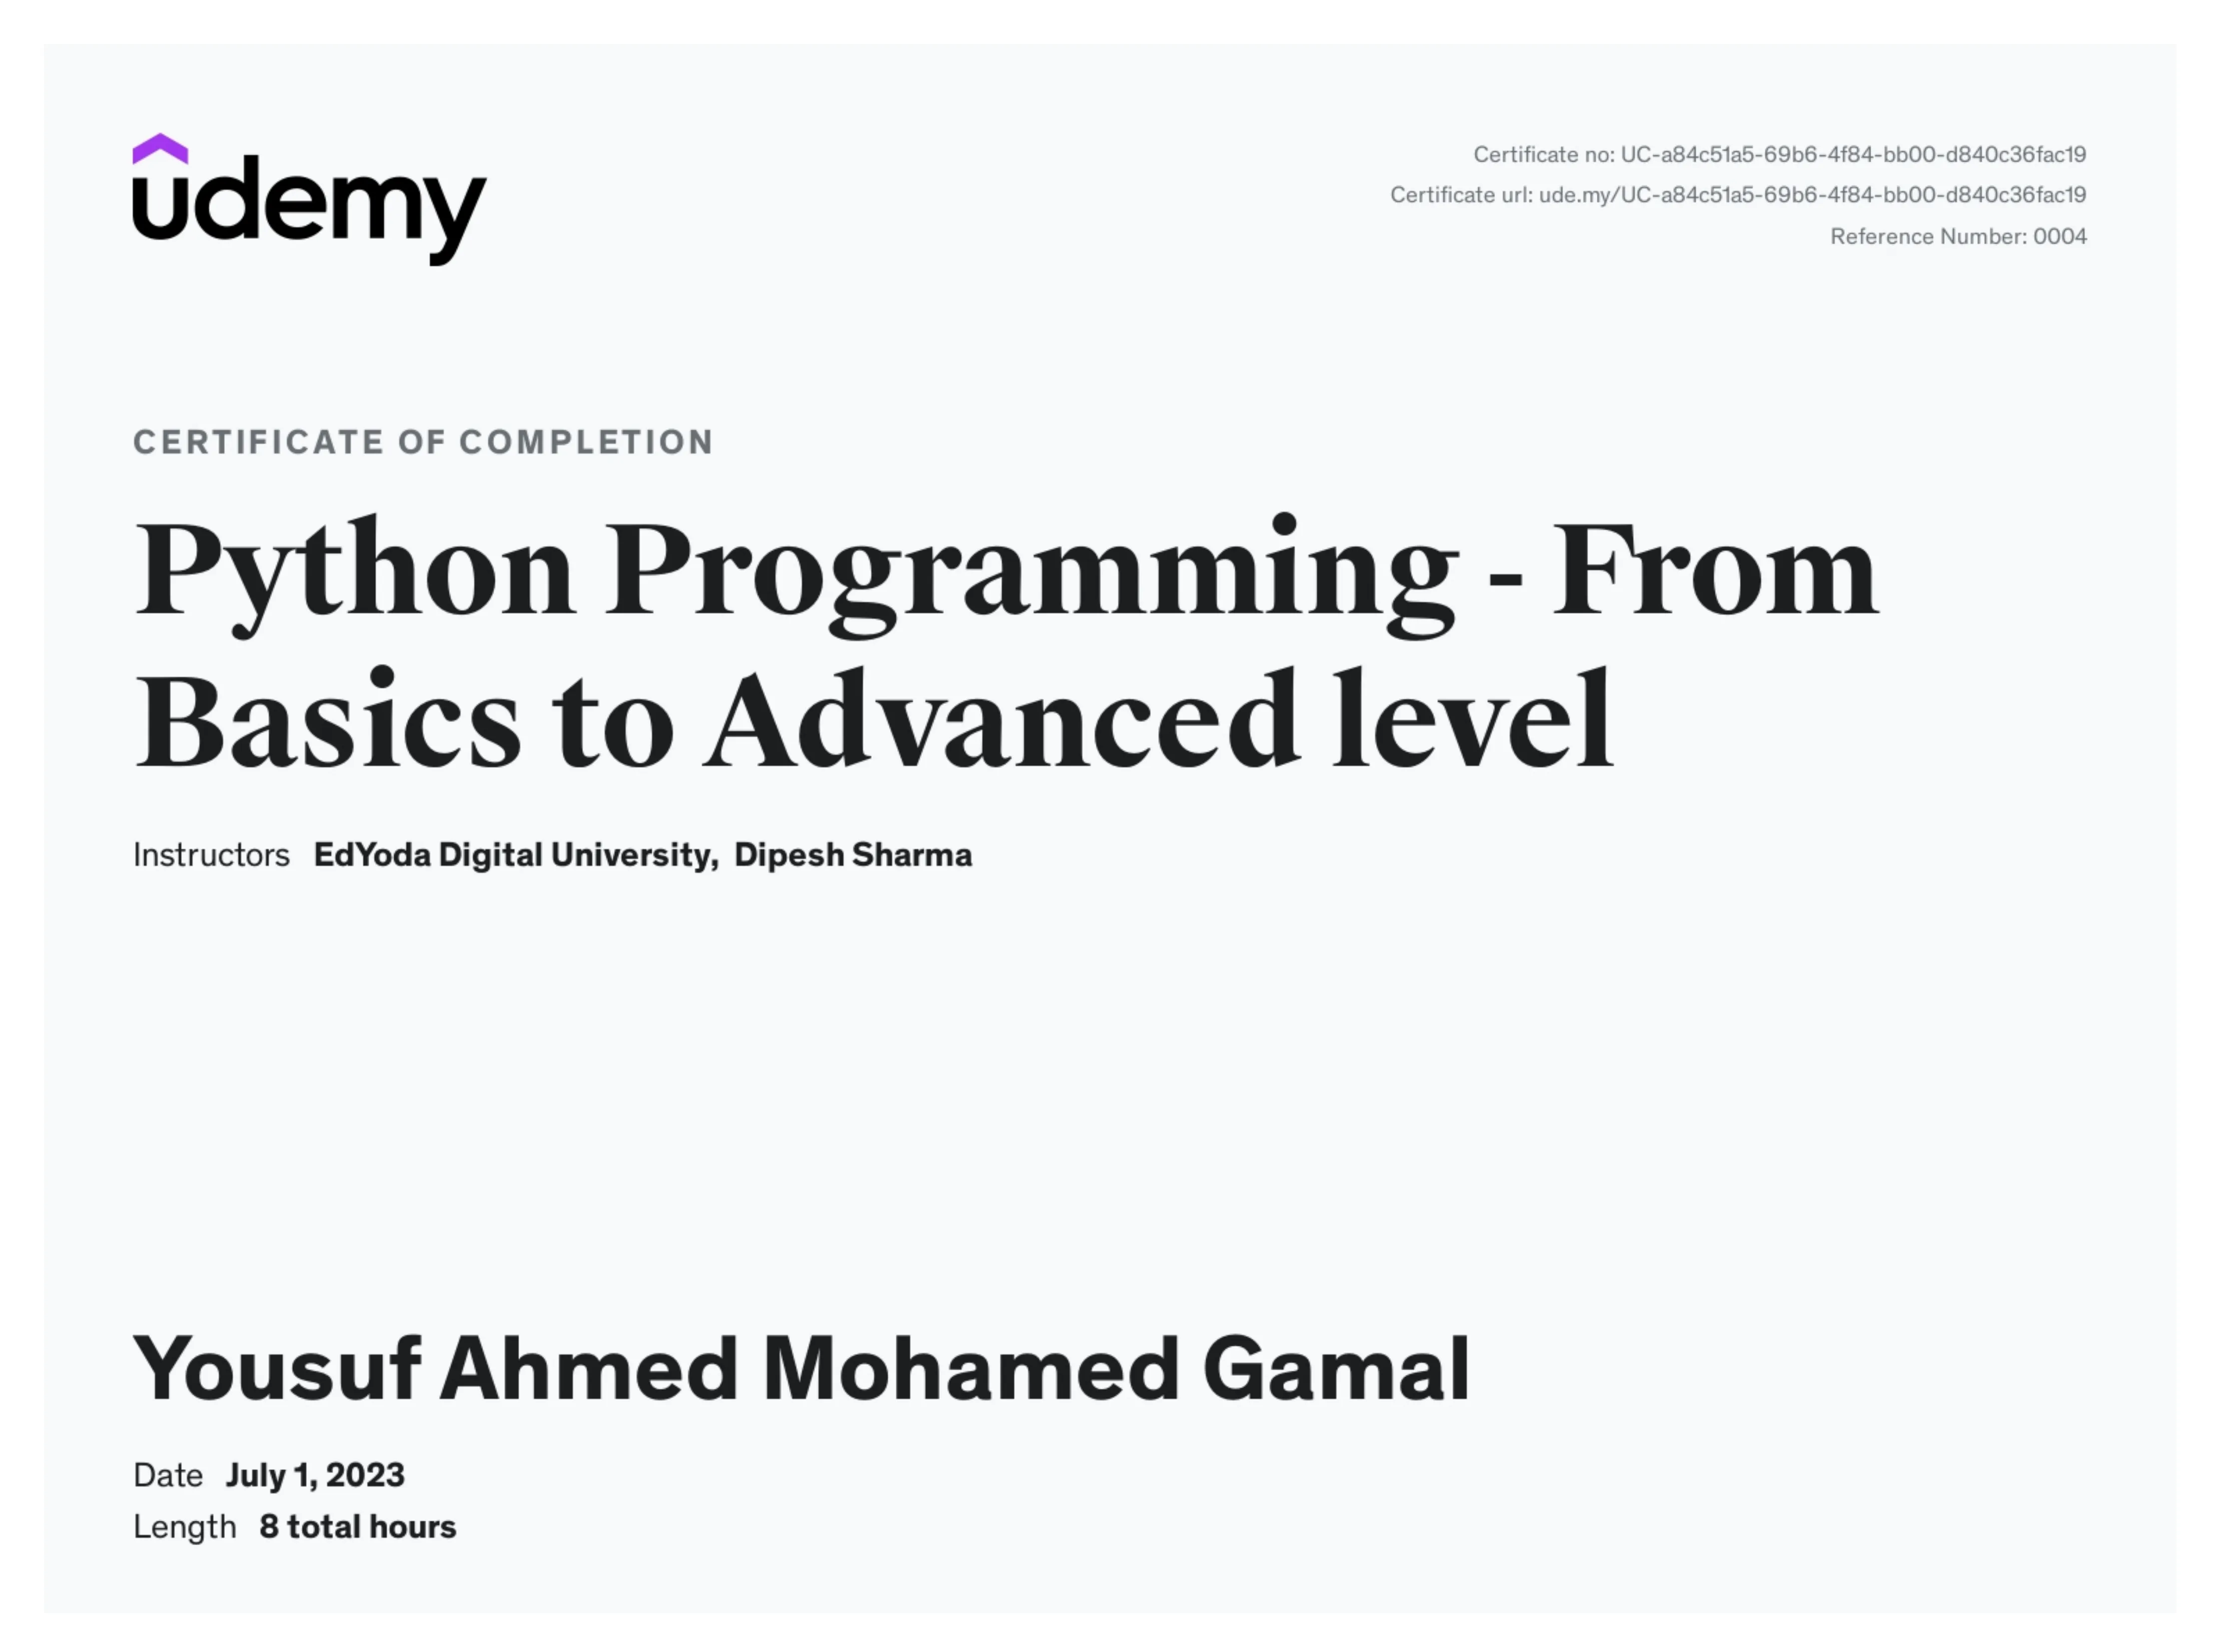 udemy
Certificate no: UC-a84c51a5-69b6-4f84-bb00-d840c36fac19
Certificate url: ude.my/UC-a84c51a5-69b6-4f84-bb00-d840c36fac19
Reference Number: 0004
CERTIFICATE OF COMPLETION
Python Programming - From
Basics to Advanced level
Instructors EdYoda Digital University, Dipesh Sharma
Yousuf Ahmed Mohamed Gamal
Date July 1, 2023
Length 8 total hours